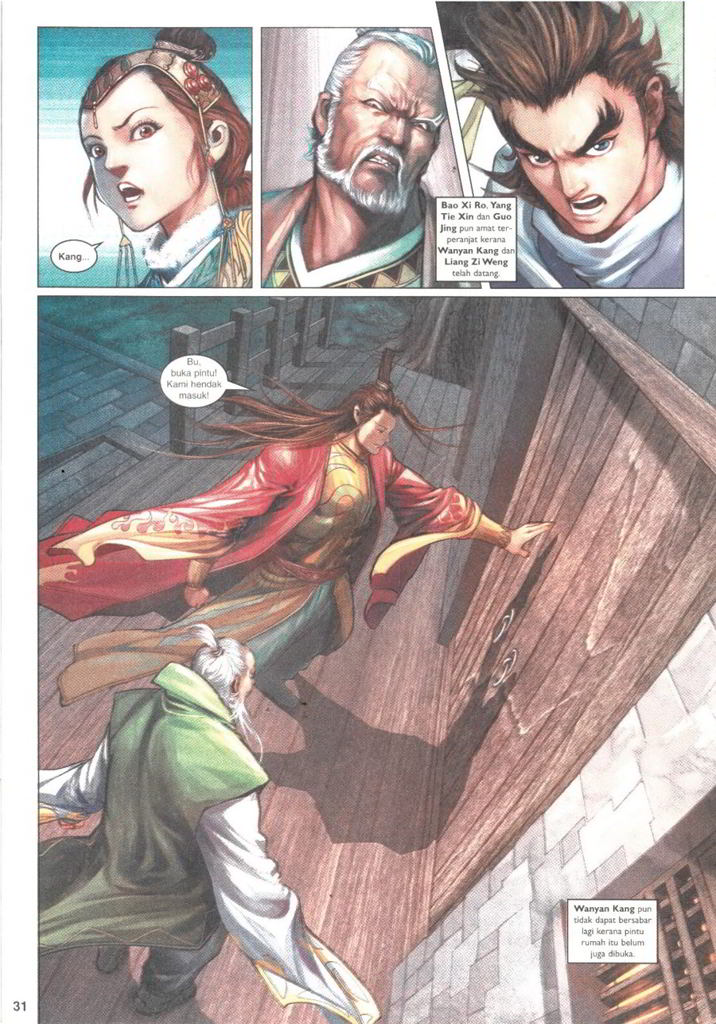 Kang...
Bao Xi Ro, Yang
Tie Xin dan Guo
Jing pun amat ter-
peranjat kerana
Wanyan Kang dan
Liang Zi Weng
telah datang.
Bu,
buka pintu!
Kami hendak
masuk!
Wanyan Kang pun
tidak dapat bersabar
lagi kerana pintu
rumah itu belum
juga dibuka.
31